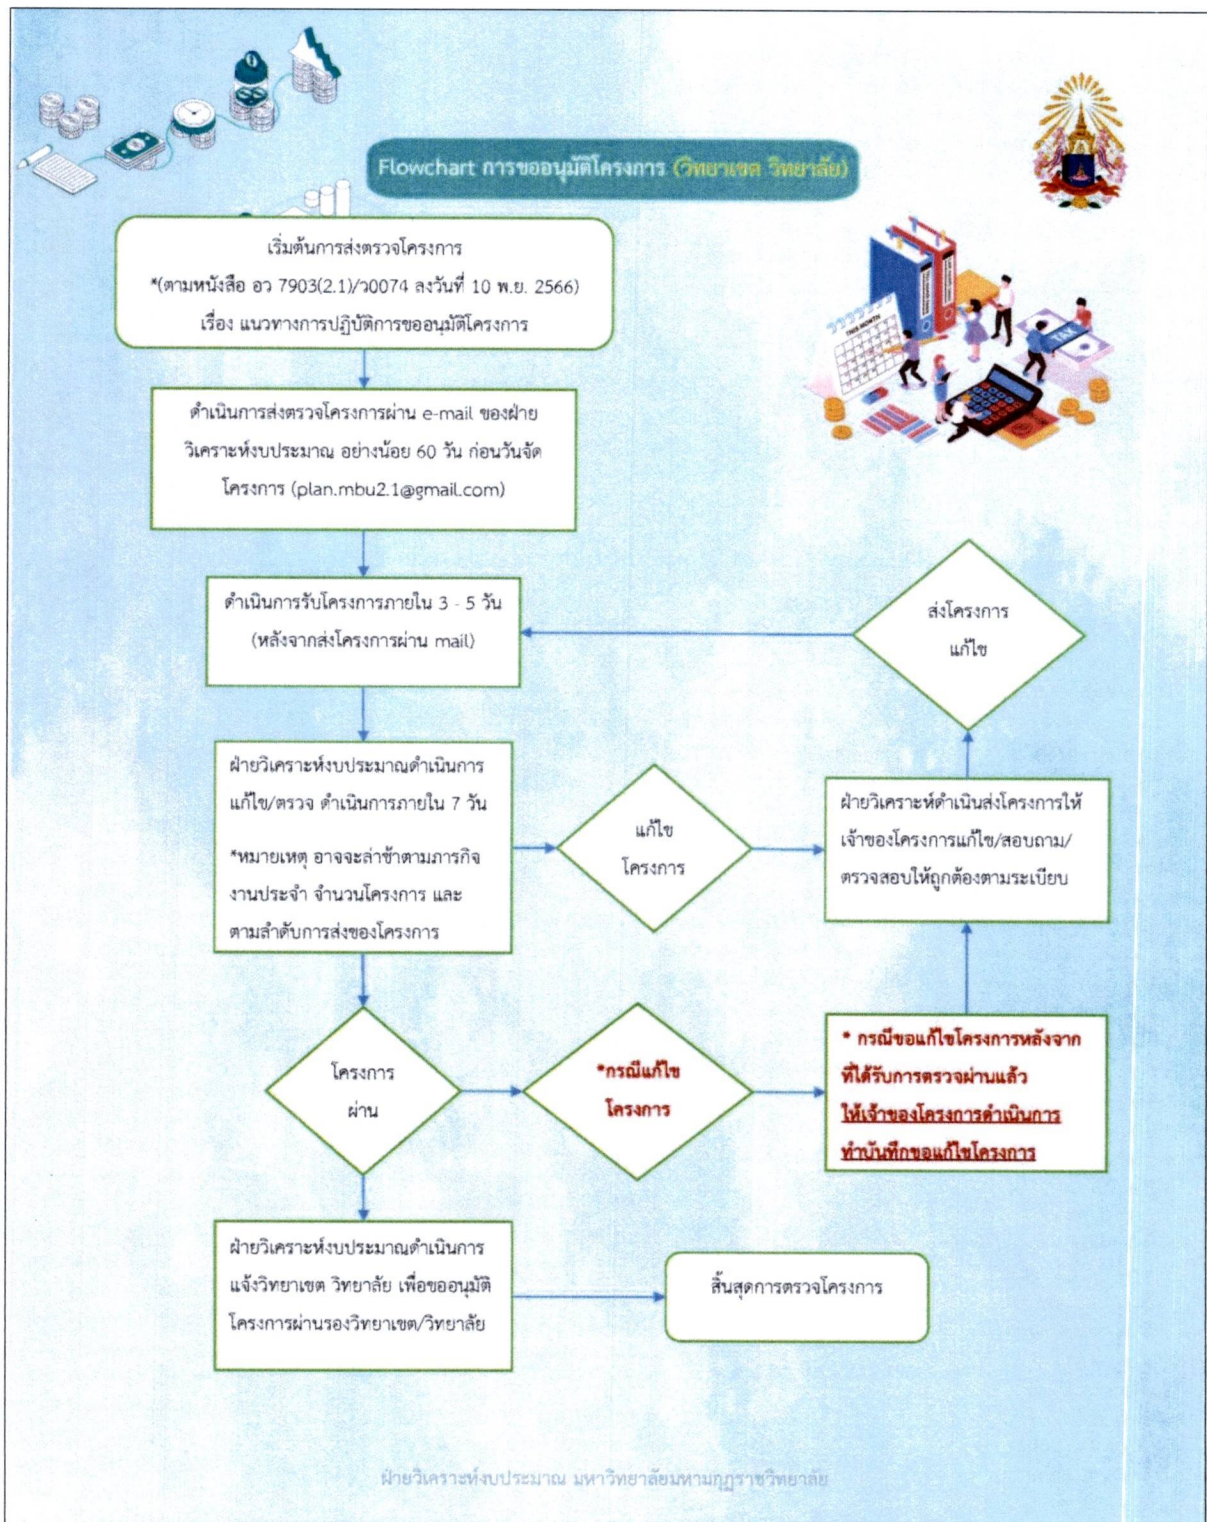 Flowchart การขออนุมัติโครงการ (วิทยาเขต วิทยาลัย)
เริ่มต้นการส่งตรวจโครงการ
*(ตามหนังสือ อว 7903(2.1)/ว0074 ลงวันที่ 10 พ.ย. 2566)
เรื่อง แนวทางการปฏิบัติการขออนุมัติโครงการ
THIS MONTH
TAX
ดำเนินการส่งตรวจโครงการผ่าน e-mail ของฝ่าย
วิเคราะห์งบประมาณ อย่างน้อย 60 วัน ก่อนวันจัด
โครงการ (plan.mbu2.1@gmail.com)
ดำเนินการรับโครงการภายใน 3 - 5 วัน
(หลังจากส่งโครงการผ่าน mail)
ส่งโครงการ
แก้ไข
ฝ่ายวิเคราะห์งบประมาณดำเนินการ
แก้ไข/ตรวจ ดำเนินการภายใน 7 วัน
*หมายเหตุ อาจจะล่าช้าตามภารกิจ
งานประจำ จำนวนโครงการ และ
ตามลำดับการส่งของโครงการ
แก้ไข
โครงการ
ฝ่ายวิเคราะห์ดำเนินส่งโครงการให้
เจ้าของโครงการแก้ไข/สอบถาม/
ตรวจสอบให้ถูกต้องตามระเบียบ
โครงการ
ผ่าน
*กรณีแก้ไข
โครงการ
* กรณีขอแก้ไขโครงการหลังจาก
ที่ได้รับการตรวจผ่านแล้ว
ให้เจ้าของโครงการดำเนินการ
ทำบันทึกขอแก้ไขโครงการ
ฝ่ายวิเคราะห์งบประมาณดำเนินการ
แจ้งวิทยาเขต วิทยาลัย เพื่อขออนุมัติ
โครงการผ่านรองวิทยาเขต/วิทยาลัย
สิ้นสุดการตรวจโครงการ
ฝ่ายวิเคราะห์งบประมาณ มหาวิทยาลัยมหามกุฏราชวิทยาลัย